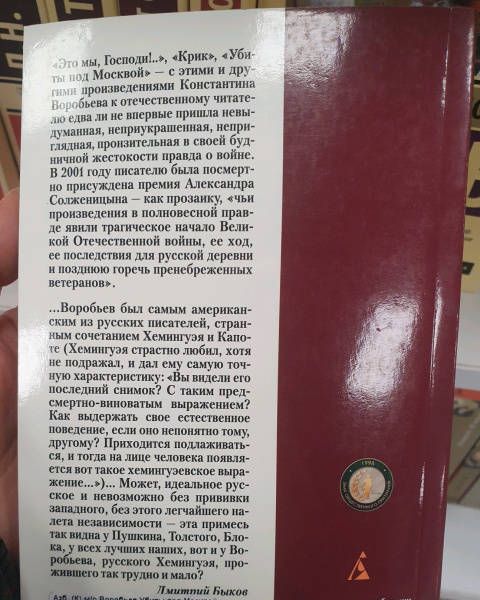 «Это мы, Господи!..», «Крик», «Уби-
ты под Москвой» — с этими и дру-
гими произведениями Константина
Воробьева к отечественному читате-
лю едва ли не впервые пришла невы-
думанная, неприукрашенная, непри-
глядная, пронзительная в своей буд-
ничной жестокости правда о войне.
В 2001 году писателю была посмерт-
но присуждена премия Александра
Солженицына — как прозаику, «чьи
произведения в полновесной прав-
де явили трагическое начало Вели-
кой Отечественной войны, ее ход,
ее последствия для русской деревни
и позднюю горечь пренебреженных
ветеранов».
...Воробьев был самым американ-
ским из русских писателей, стран-
ным сочетанием Хемингуэя и Капо-
те (Хемингуэя страстно любил, хотя
не подражал, и дал ему самую точ-
ную характеристику: «Вы видели его
последний снимок? С таким пред-
смертно-виноватым выражением?
Как выдержать свое естественное
поведение, если оно непонятно тому,
другому? Приходится подлаживать-
ся, и тогда на лице человека появля-
ется вот такое хемингуэевское выра-
жение...»)... Может, идеальное рус-
ское и невозможно без прививки
западного, без этого легчайшего на-
лета независимости — эта примесь
так видна у Пушкина, Толстого, Бло-
ка, у всех лучших наших, вот и у Во-
робьева, русского Хемингуэя, про-
жившего так трудно и мало?
Дмитрий Быков
1998